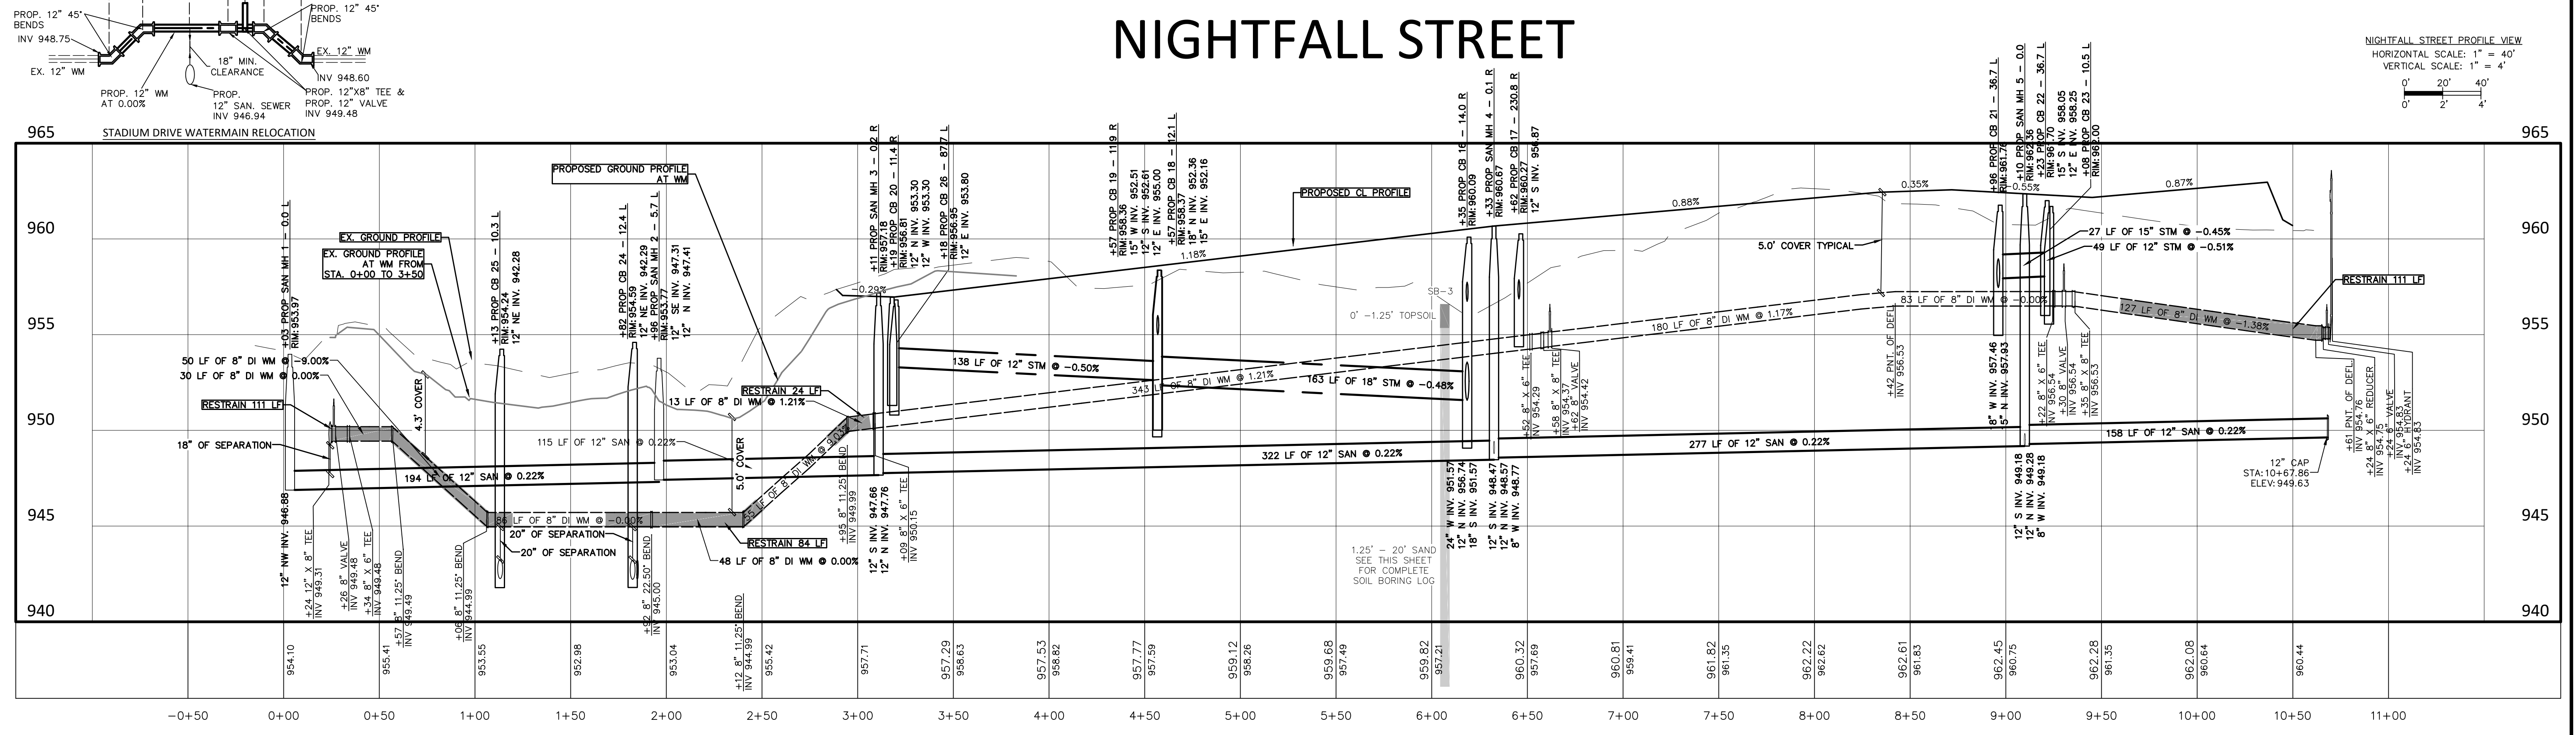 NIGHTFALL STREET
PROP. 12" 45°
BENDS
INV 948.75
EX. 12" WM
PROP. 12" WM
AT 0.00%
18" MIN.
CLEARANCE
PROP.
12" SAN. SEWER
INV 946.94
PROP. 12" 45°
BENDS
EX. 12" WM
INV 948.60
PROP. 12"X8" TEE &
PROP. 12" VALVE
INV 949.48
STADIUM DRIVE WATERMAIN RELOCATION
NIGHTFALL STREET PROFILE VIEW
HORIZONTAL SCALE: 1" = 40'
VERTICAL SCALE: 1" = 4'
0' 20' 40'
0' 2' 4'
965
960
955
950
945
940
965
960
955
950
945
940
+03 PROP SAN MH 1 - 0.0 L
RIM:953.97
12" NW INV. 946.88
EX. GROUND PROFILE
EX. GROUND PROFILE
AT WM FROM
STA. 0+00 TO 3+50
50 LF OF 8" DI WM @ -9.00%
30 LF OF 8" DI WM @ 0.00%
RESTRAIN 111 LF
18" OF SEPARATION
194 LF OF 12" SAN @ 0.22%
4.3' COVER
+24 12" X 8" TEE
INV 949.31
+26 8" VALVE
INV 949.48
+34 8" X 6" TEE
INV 949.48
+57 8" 11.25° BEND
INV 949.49
+06 8" 11.25° BEND
INV 944.99
+13 PROP CB 25 - 10.3 L
RIM:954.24
12" NE INV. 942.28
86 LF OF 8" DI WM @ -0.00%
20" OF SEPARATION
20" OF SEPARATION
+82 PROP CB 24 - 12.4 L
RIM:954.59
12" NE INV. 942.29
+96 PROP SAN MH 2 - 5.7 L
RIM:953.77
12" SE INV. 947.31
12" N INV. 947.41
+92 8" 22.50° BEND
INV 945.00
48 LF OF 8" DI WM @ 0.00%
RESTRAIN 84 LF
+12 8" 11.25° BEND
INV 944.99
PROPOSED GROUND PROFILE
AT WM
RESTRAIN 24 LF
13 LF OF 8" DI WM @ 1.21%
115 LF OF 12" SAN @ 0.22%
5.0' COVER
55 LF OF 8" DI WM @ 9.03%
+95 8" 11.25° BEND
INV 949.99
+11 PROP SAN MH 3 - 0.2 R
RIM:957.18
12" S INV. 947.66
12" N INV. 947.76
+09 8" X 6" TEE
INV 950.15
+19 PROP CB 20 - 11.4 R
RIM:956.81
12" N INV. 953.30
12" W INV. 953.30
+18 PROP CB 26 - 87.7 L
RIM:956.95
12" E INV. 953.80
-0.29%
138 LF OF 12" STM @ -0.50%
343 LF OF 8" DI WM @ 1.21%
163 LF OF 18" STM @ -0.48%
322 LF OF 12" SAN @ 0.22%
+57 PROP CB 19 - 11.9 R
RIM:958.36
15" W INV. 952.51
12" S INV. 952.61
12" E INV. 955.00
+57 PROP CB 18 - 12.1 L
RIM:958.37
18" N INV. 952.36
15" E INV. 952.16
1.18%
PROPOSED CL PROFILE
SB-3
0' -1.25' TOPSOIL
1.25' - 20' SAND
SEE THIS SHEET
FOR COMPLETE
SOIL BORING LOG
+35 PROP CB 16 - 14.0 R
RIM:960.09
24" W INV. 951.57
12" N INV. 956.74
18" S INV. 951.57
+33 PROP SAN MH 4 - 0.1 R
RIM:960.67
12" S INV. 948.47
12" N INV. 948.57
8" W INV. 948.77
+62 PROP CB 17 - 230.8 R
RIM:960.27
12" S INV. 956.87
+52 8" X 6" TEE
INV 954.29
+58 8" X 8" TEE
INV 954.37
+62 8" VALVE
INV 954.42
0.88%
180 LF OF 8" DI WM @ 1.17%
277 LF OF 12" SAN @ 0.22%
5.0' COVER TYPICAL
0.35%
83 LF OF 8" DI WM @ -0.00%
+42 PNT. OF DEFL
INV 956.53
+96 PROP CB 21 - 36.7 L
RIM:961.76
18" W INV. 957.46
15" N INV. 957.93
+10 PROP SAN MH 5 - 0.0
RIM:962.36
12" S INV. 949.18
12" N INV. 949.28
8" W INV. 949.18
-0.55%
+23 PROP CB 22 - 36.7 L
15" S INV. 958.05
12" E INV. 958.25
+08 PROP CB 23 - 10.5 L
RIM:962.00
0.87%
27 LF OF 15" STM @ -0.45%
49 LF OF 12" STM @ -0.51%
+22 8" X 6" TEE
INV 956.54
+30 8" VALVE
INV 956.54
+35 8" X 8" TEE
INV 956.53
127 LF OF 8" DI WM @ -1.38%
RESTRAIN 111 LF
158 LF OF 12" SAN @ 0.22%
12" CAP
STA:10+67.86
ELEV:949.63
+61 PNT. OF DEFL
INV 954.76
+24 8" X 6" REDUCER
INV 954.75
+24 6" VALVE
INV 954.83
+24 6" HYDRANT
INV 954.83
954.10
955.41
953.55
952.98
953.04
955.42
957.71
957.29 958.63
957.53 958.82
957.77 957.59
959.12 958.26
959.68 957.49
959.82 957.21
960.32 957.69
960.81 959.41
961.82 961.35
962.22 962.62
962.61 961.83
962.45 960.75
962.28 961.35
962.08 960.64
960.44
-0+50 0+00 0+50 1+00 1+50 2+00 2+50 3+00 3+50 4+00 4+50 5+00 5+50 6+00 6+50 7+00 7+50 8+00 8+50 9+00 9+50 10+00 10+50 11+00